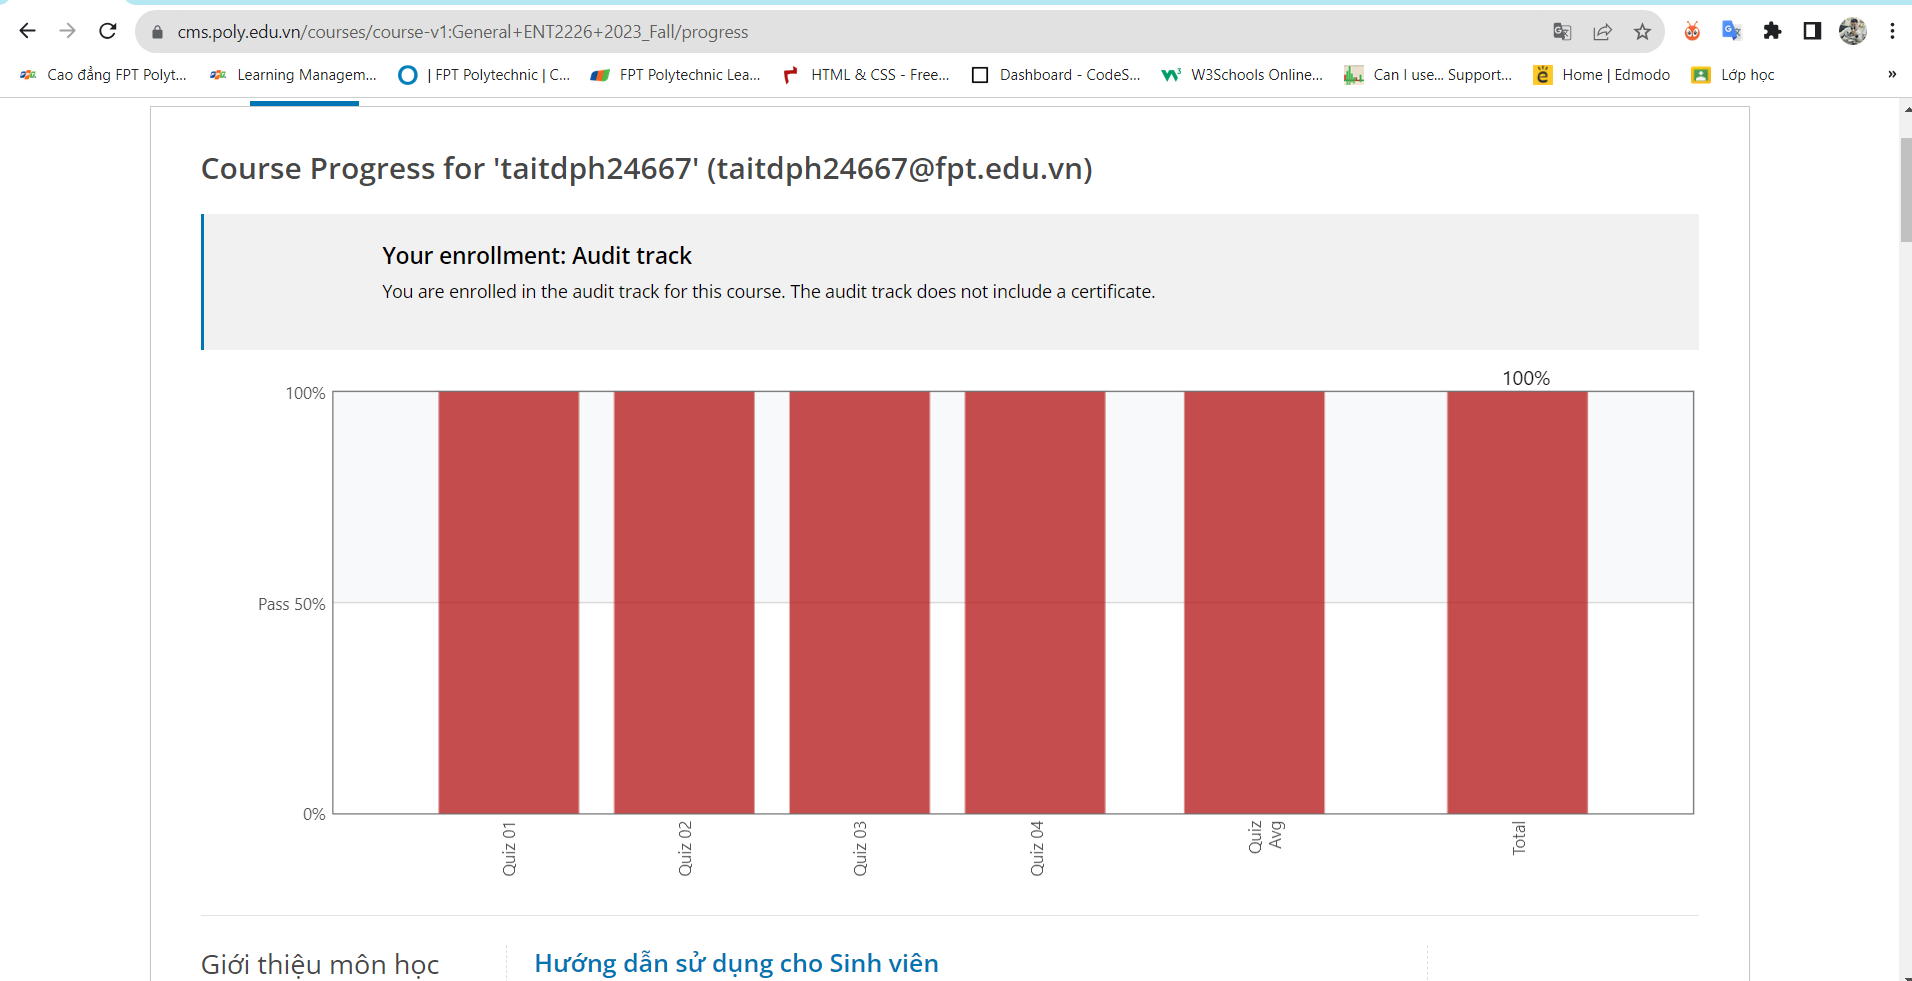 cms.poly.edu.vn/courses/course-v1:General+ENT2226+2023_Fall/progress
Cao đẳng FPT Polyt... Learning Managem... | FPT Polytechnic | C... FPT Polytechnic Lea... HTML & CSS - Free... Dashboard - CodeS... W3Schools Online... Can I use... Support... Home | Edmodo Lớp học »
Course Progress for 'taitdph24667' (taitdph24667@fpt.edu.vn)
Your enrollment: Audit track
You are enrolled in the audit track for this course. The audit track does not include a certificate.
100%
100%
Pass 50%
0%
Quiz 01
Quiz 02
Quiz 03
Quiz 04
Quiz
Avg
Total
Giới thiệu môn học
Hướng dẫn sử dụng cho Sinh viên